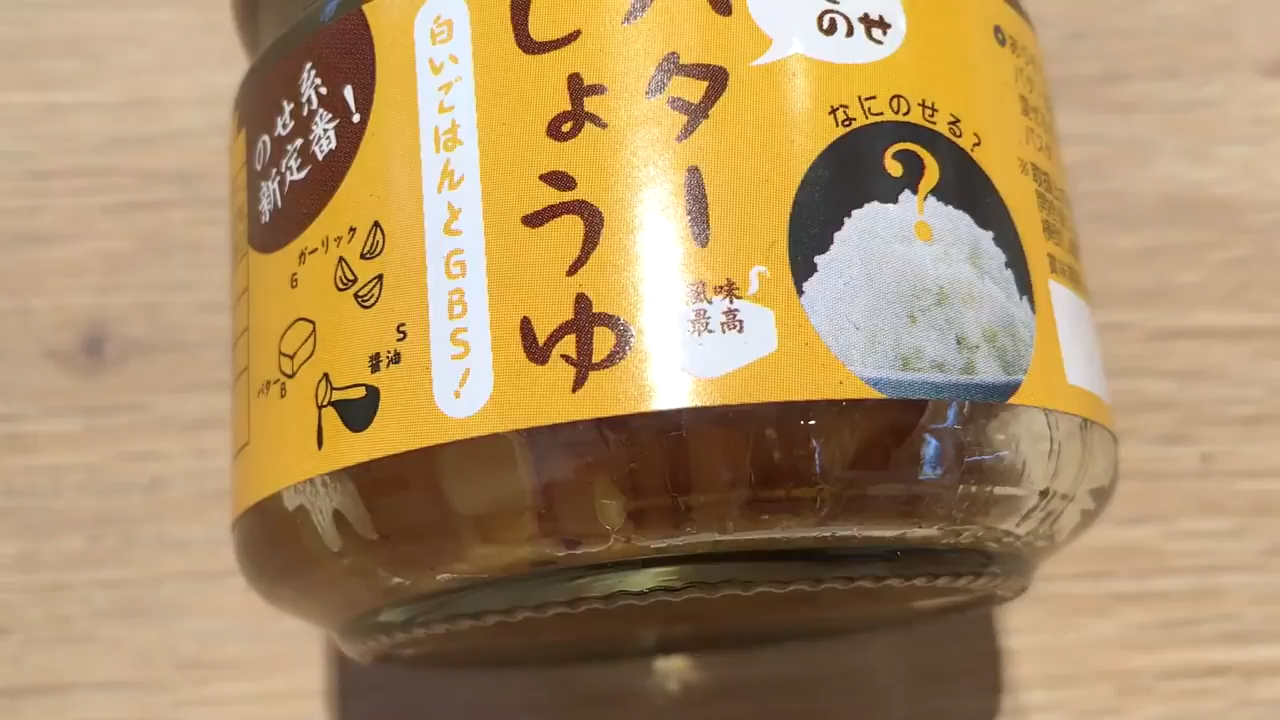 のせ系
新定番!
ガーリック
G
バターB
S
醤油
白いごはんとGBS!
バター
しょうゆ
のせ
風味
最高
なにのせる?
?